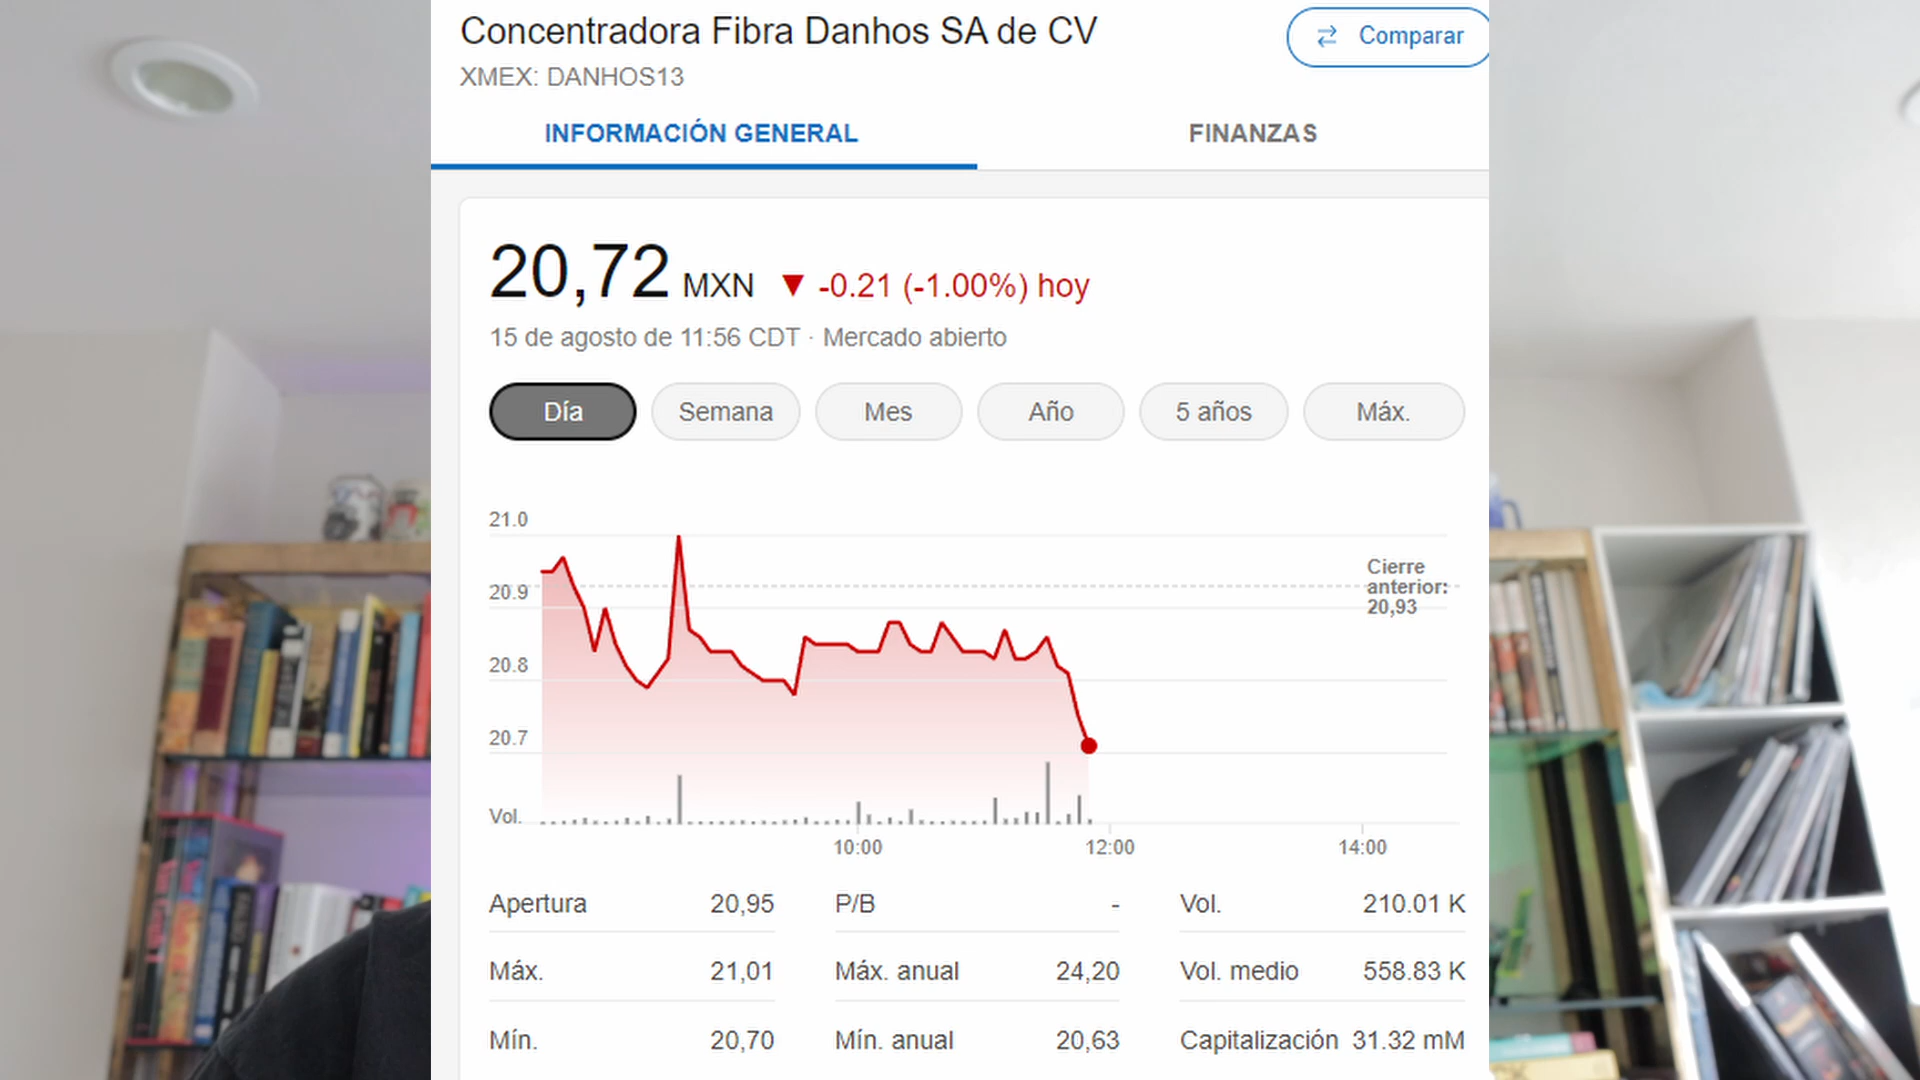 Concentradora Fibra Danhos SA de CV
Comparar
XMEX: DANHOS13
INFORMACIÓN GENERAL
FINANZAS
20,72 MXN ▼ -0.21 (-1.00%) hoy
15 de agosto de 11:56 CDT · Mercado abierto
Día Semana Mes Año 5 años Máx.
21.0
20.9
20.8
20.7
Vol.
Cierre
anterior:
20,93
10:00 12:00 14:00
Apertura 20,95 P/B - Vol. 210.01 K
Máx. 21,01 Máx. anual 24,20 Vol. medio 558.83 K
Mín. 20,70 Mín. anual 20,63 Capitalización 31.32 mM